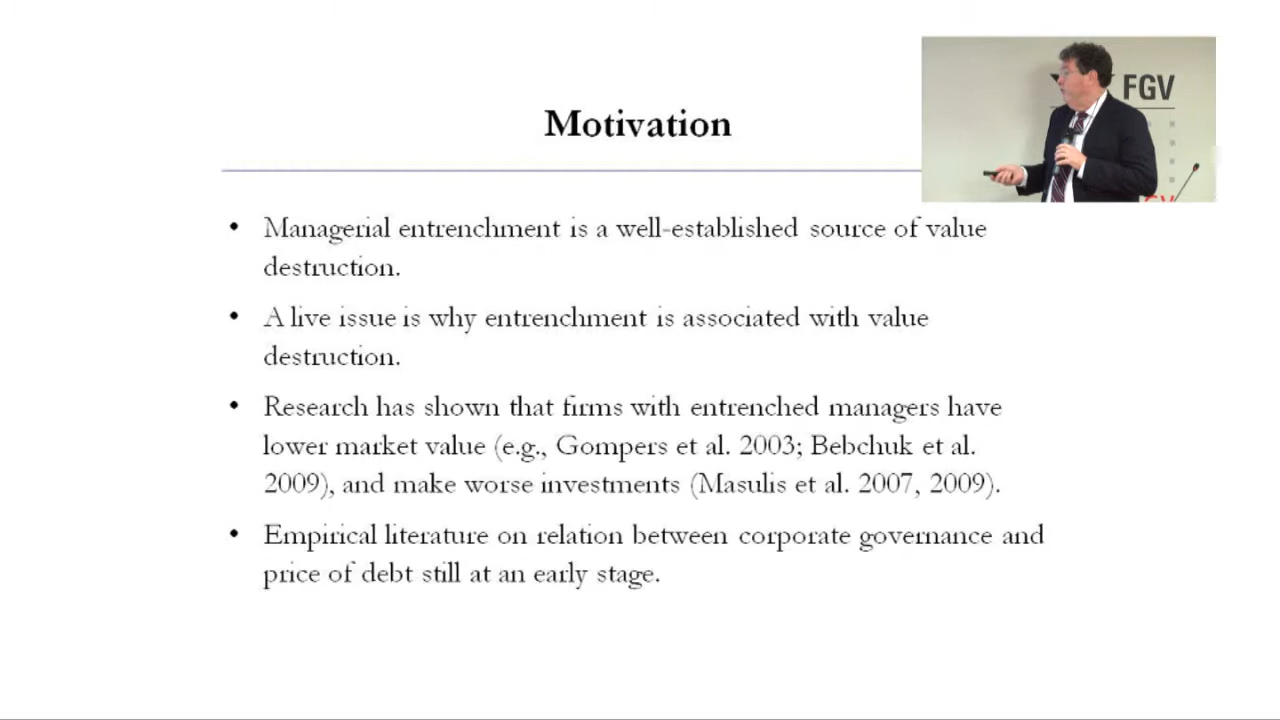 FGV
Motivation
• Managerial entrenchment is a well-established source of value
destruction.
• A live issue is why entrenchment is associated with value
destruction.
• Research has shown that firms with entrenched managers have
lower market value (e.g., Gompers et al. 2003; Bebchuk et al.
2009), and make worse investments (Masulis et al. 2007, 2009).
• Empirical literature on relation between corporate governance and
price of debt still at an early stage.